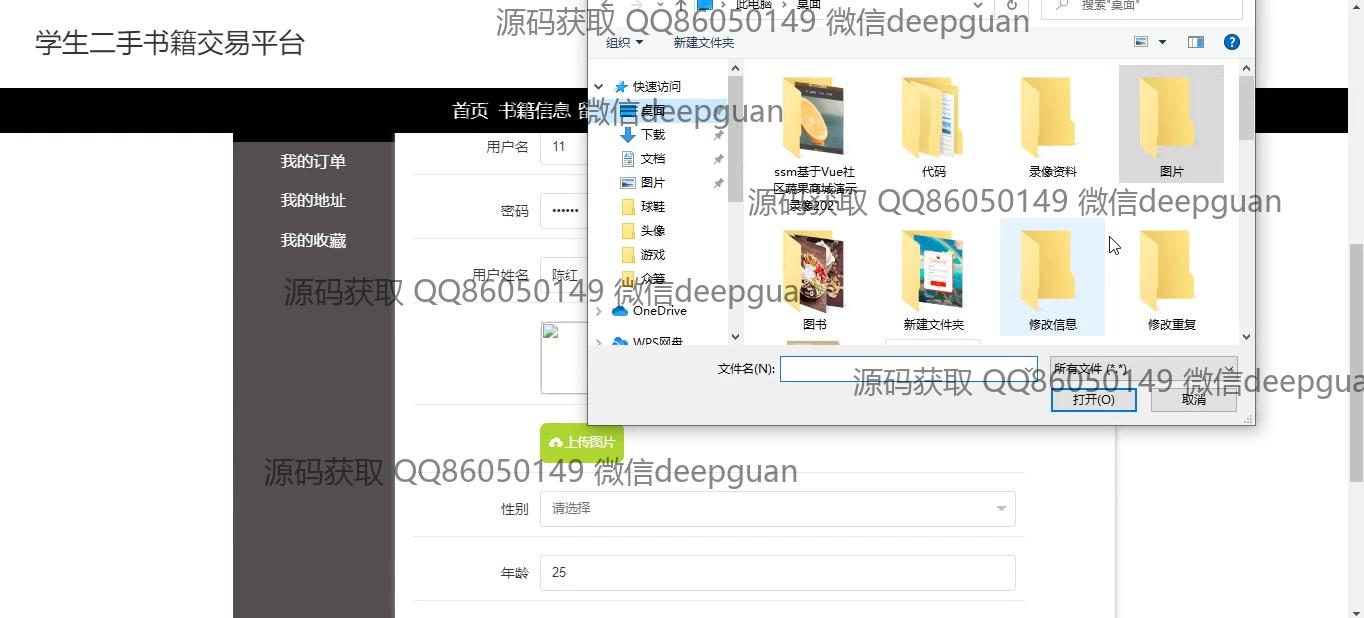 学生二手书籍交易平台
首页 书籍信息
我的订单
我的地址
我的收藏
用户名 11
密码 ••••••
用户姓名 陈红
上传图片
性别 请选择
年龄 25
此电脑 › 桌面
搜索"桌面"
组织
新建文件夹
快速访问
桌面
下载
文档
图片
球鞋
头像
游戏
众筹
OneDrive
WPS网盘
ssm基于Vue社
区蔬果商城演示
录像2021
代码
录像资料
图片
图书
新建文件夹
修改信息
修改重复
文件名(N):
所有文件 (*.*)
打开(O)
取消
源码获取 QQ86050149 微信deepguan
微信deepguan
源码获取 QQ86050149 微信deepguan
源码获取 QQ86050149 微信deepgua
源码获取 QQ86050149 微信deepgua
源码获取 QQ86050149 微信deepguan